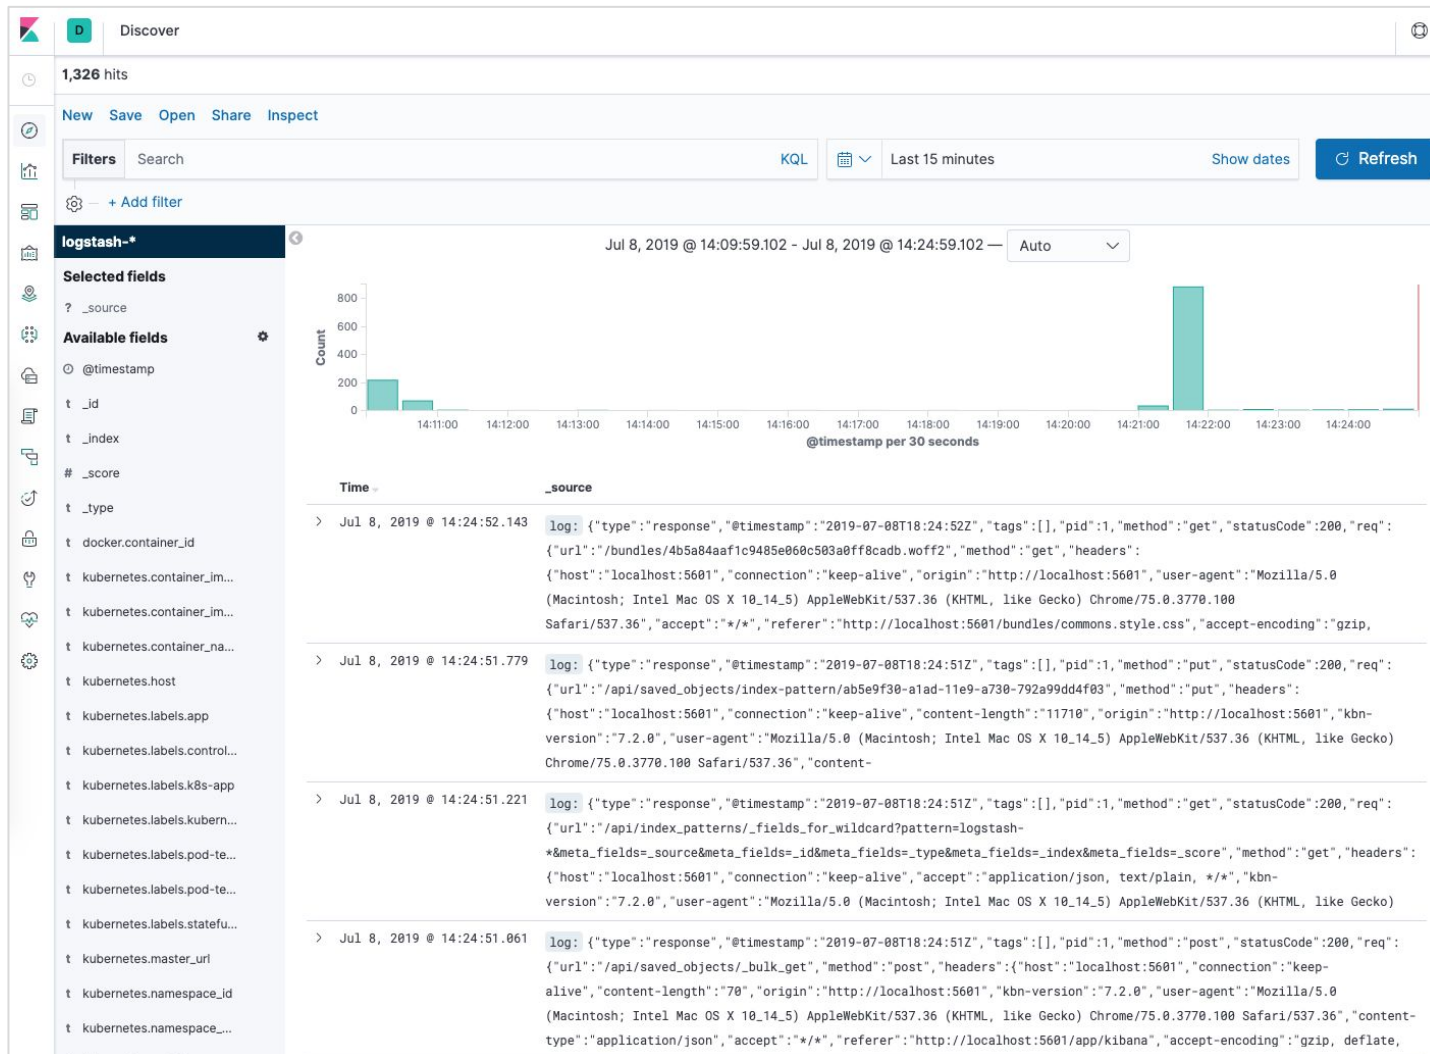 D Discover
1,326 hits
New Save Open Share Inspect
Filters Search KQL Last 15 minutes Show dates Refresh
+ Add filter
logstash-*
Selected fields
? _source
Available fields
@timestamp
t _id
t _index
# _score
t _type
t docker.container_id
t kubernetes.container_im...
t kubernetes.container_im...
t kubernetes.container_na...
t kubernetes.host
t kubernetes.labels.app
t kubernetes.labels.control...
t kubernetes.labels.k8s-app
t kubernetes.labels.kubern...
t kubernetes.labels.pod-te...
t kubernetes.labels.pod-te...
t kubernetes.labels.statefu...
t kubernetes.master_url
t kubernetes.namespace_id
t kubernetes.namespace_...
Jul 8, 2019 @ 14:09:59.102 - Jul 8, 2019 @ 14:24:59.102 — Auto
Count
800
600
400
200
0
14:11:00 14:12:00 14:13:00 14:14:00 14:15:00 14:16:00 14:17:00 14:18:00 14:19:00 14:20:00 14:21:00 14:22:00 14:23:00 14:24:00
@timestamp per 30 seconds
Time _source
Jul 8, 2019 @ 14:24:52.143 log: {"type":"response","@timestamp":"2019-07-08T18:24:52Z","tags":[],"pid":1,"method":"get","statusCode":200,"req":
{"url":"/bundles/4b5a84aaf1c9485e060c503a0ff8cadb.woff2","method":"get","headers":
{"host":"localhost:5601","connection":"keep-alive","origin":"http://localhost:5601","user-agent":"Mozilla/5.0
(Macintosh; Intel Mac OS X 10_14_5) AppleWebKit/537.36 (KHTML, like Gecko) Chrome/75.0.3770.100
Safari/537.36","accept":"*/*","referer":"http://localhost:5601/bundles/commons.style.css","accept-encoding":"gzip,
Jul 8, 2019 @ 14:24:51.779 log: {"type":"response","@timestamp":"2019-07-08T18:24:51Z","tags":[],"pid":1,"method":"put","statusCode":200,"req":
{"url":"/api/saved_objects/index-pattern/ab5e9f30-a1ad-11e9-a730-792a99dd4f03","method":"put","headers":
{"host":"localhost:5601","connection":"keep-alive","content-length":"11710","origin":"http://localhost:5601","kbn-
version":"7.2.0","user-agent":"Mozilla/5.0 (Macintosh; Intel Mac OS X 10_14_5) AppleWebKit/537.36 (KHTML, like Gecko)
Chrome/75.0.3770.100 Safari/537.36","content-
Jul 8, 2019 @ 14:24:51.221 log: {"type":"response","@timestamp":"2019-07-08T18:24:51Z","tags":[],"pid":1,"method":"get","statusCode":200,"req":
{"url":"/api/index_patterns/_fields_for_wildcard?pattern=logstash-
*&meta_fields=_source&meta_fields=_id&meta_fields=_type&meta_fields=_index&meta_fields=_score","method":"get","headers":
{"host":"localhost:5601","connection":"keep-alive","accept":"application/json, text/plain, */*","kbn-
version":"7.2.0","user-agent":"Mozilla/5.0 (Macintosh; Intel Mac OS X 10_14_5) AppleWebKit/537.36 (KHTML, like Gecko)
Jul 8, 2019 @ 14:24:51.061 log: {"type":"response","@timestamp":"2019-07-08T18:24:51Z","tags":[],"pid":1,"method":"post","statusCode":200,"req":
{"url":"/api/saved_objects/_bulk_get","method":"post","headers":{"host":"localhost:5601","connection":"keep-
alive","content-length":"70","origin":"http://localhost:5601","kbn-version":"7.2.0","user-agent":"Mozilla/5.0
(Macintosh; Intel Mac OS X 10_14_5) AppleWebKit/537.36 (KHTML, like Gecko) Chrome/75.0.3770.100 Safari/537.36","content-
type":"application/json","accept":"*/*","referer":"http://localhost:5601/app/kibana","accept-encoding":"gzip, deflate,